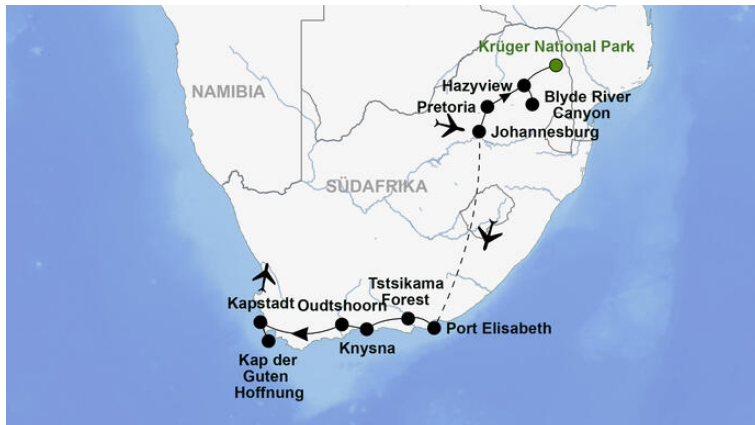 Krüger National Park
Hazyview
NAMIBIA
Blyde River
Canyon
Pretoria
Johannesburg
SÜDAFRIKA
Tstsikama
Forest
Kapstadt
Oudtshoorn
Port Elisabeth
Knysna
Kap der
Guten
Hoffnung